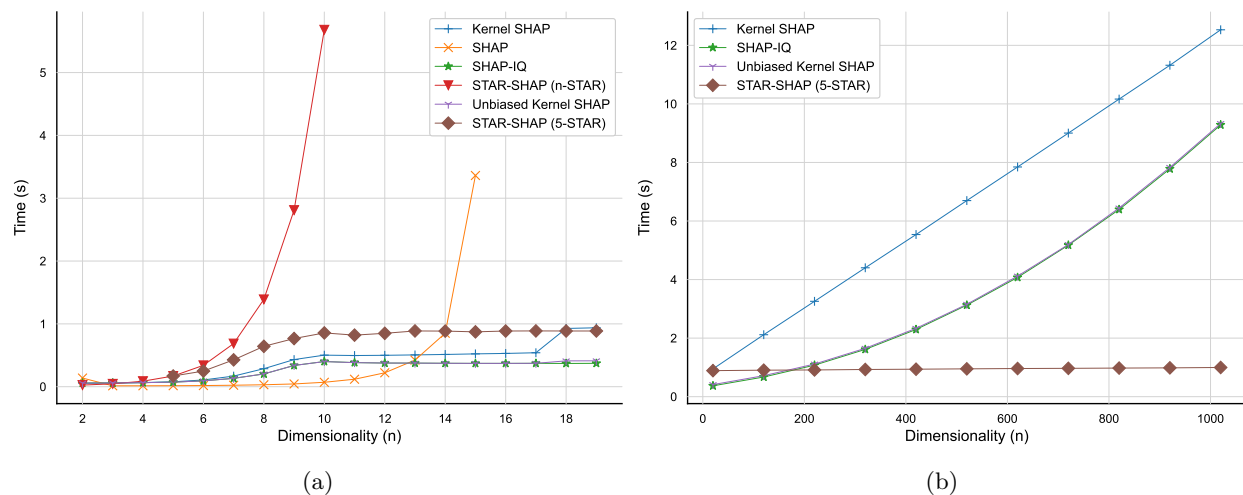 Kernel SHAP
SHAP
SHAP-IQ
STAR-SHAP (n-STAR)
Unbiased Kernel SHAP
STAR-SHAP (5-STAR)
Time (s)
5
4
3
2
1
0
2 4 6 8 10 12 14 16 18
Dimensionality (n)
(a)
Kernel SHAP
SHAP-IQ
Unbiased Kernel SHAP
STAR-SHAP (5-STAR)
Time (s)
12
10
8
6
4
2
0
0 200 400 600 800 1000
Dimensionality (n)
(b)